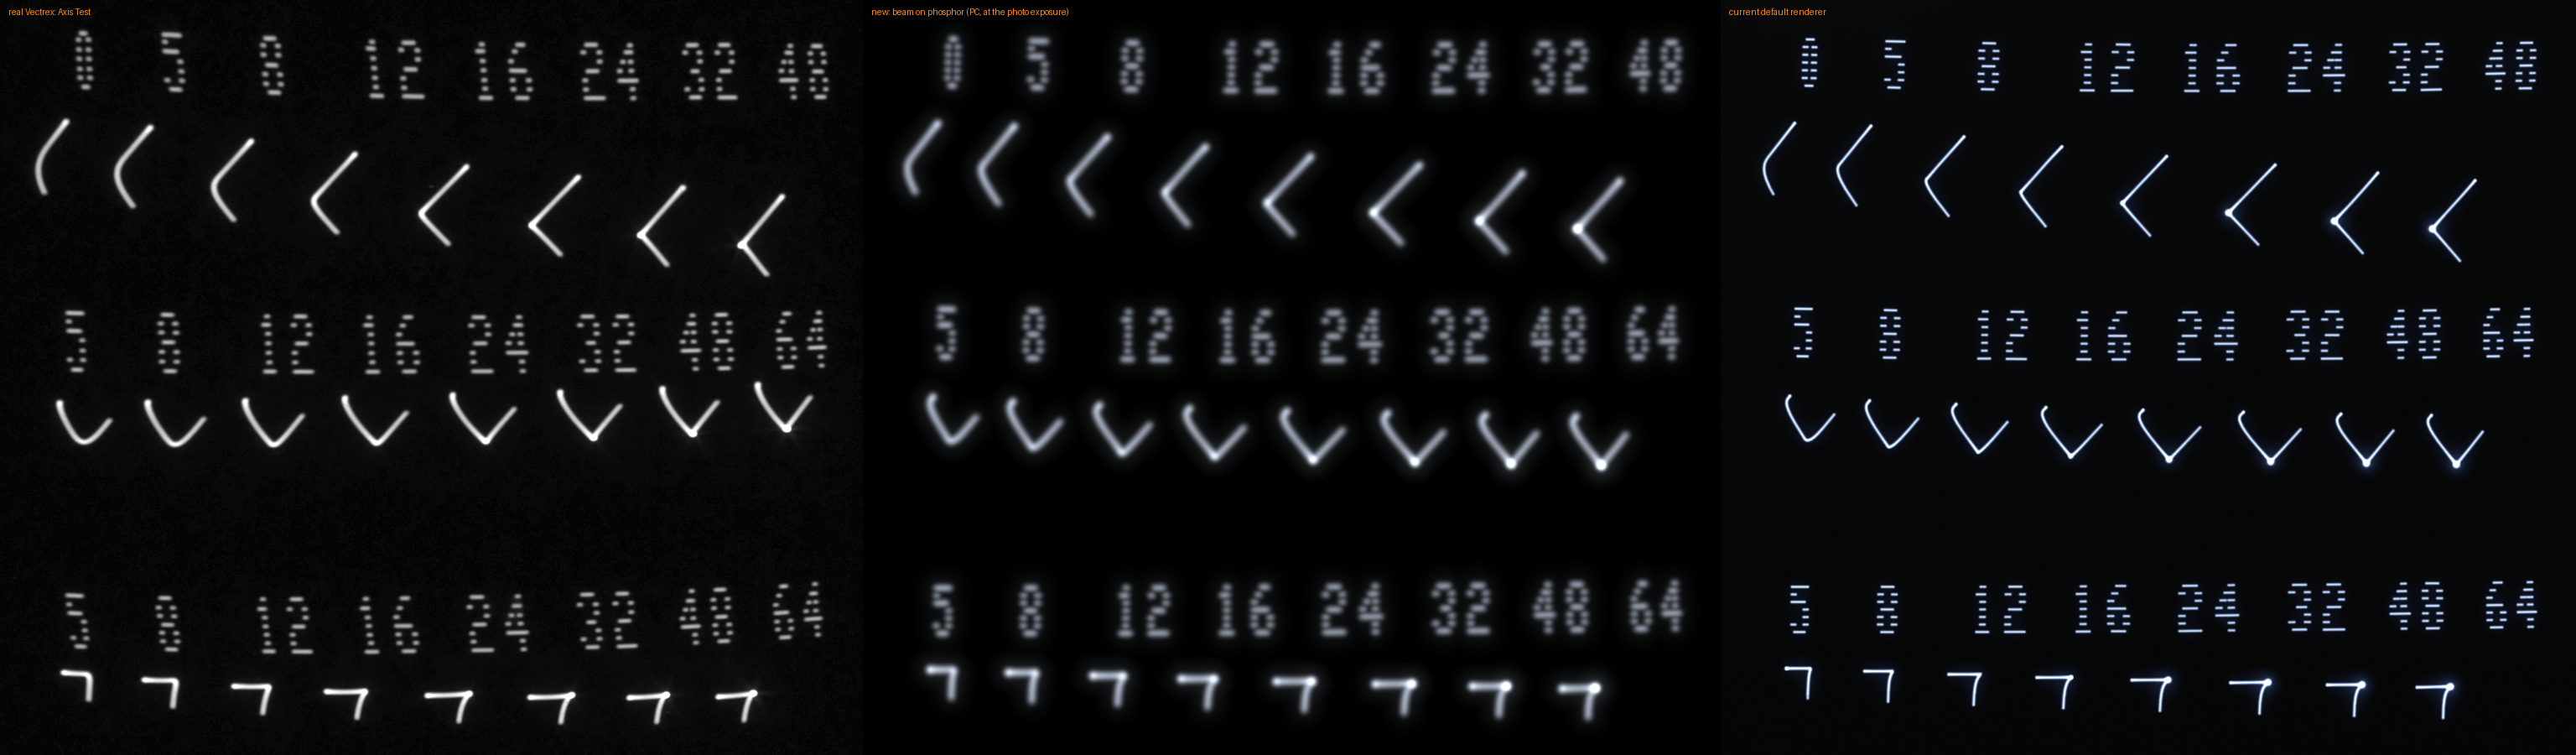 real Vectrex: Axis Test
0 5 8 12 16 24 32 48
5 8 12 16 24 32 48 64
5 8 12 16 24 32 48 64
new: beam on phosphor (PC, at the photo exposure)
0 5 8 12 16 24 32 48
5 8 12 16 24 32 48 64
5 8 12 16 24 32 48 64
current default renderer
0 5 8 12 16 24 32 48
5 8 12 16 24 32 48 64
5 8 12 16 24 32 48 64